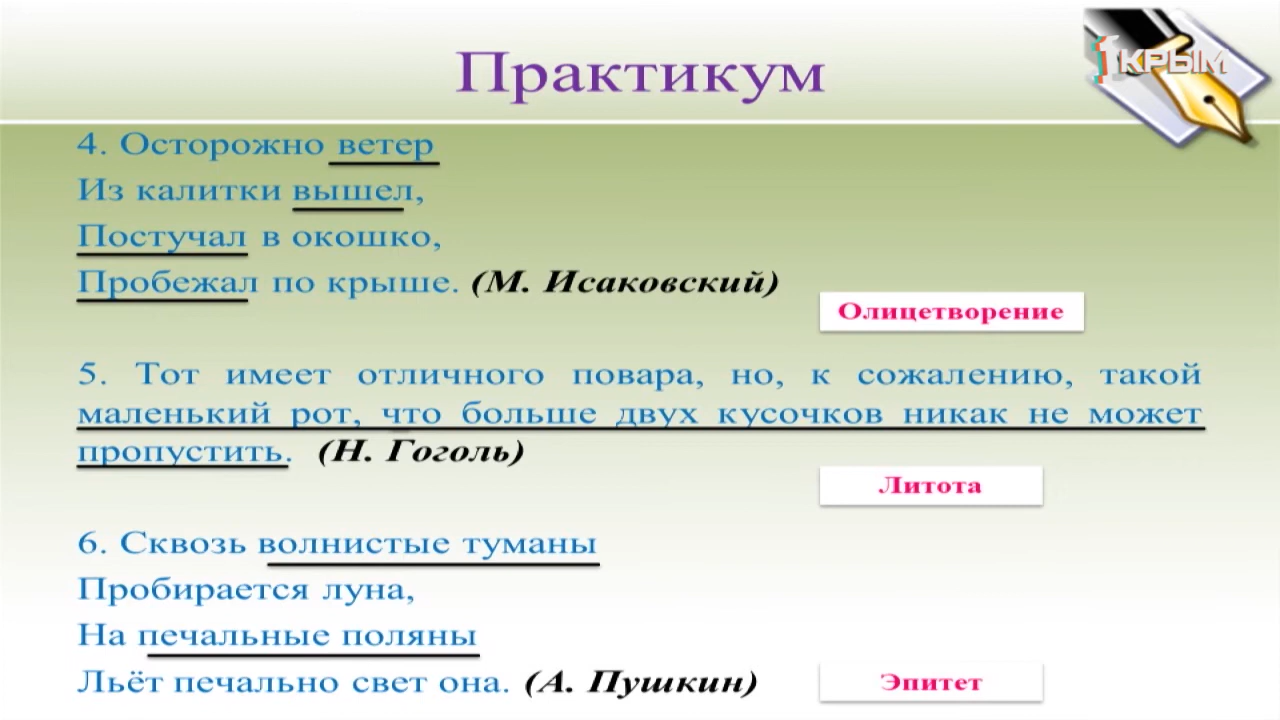 Практикум
1КРЫМ
4. Осторожно ветер
Из калитки вышел,
Постучал в окошко,
Пробежал по крыше. (М. Исаковский)
Олицетворение
5. Тот имеет отличного повара, но, к сожалению, такой
маленький рот, что больше двух кусочков никак не может
пропустить. (Н. Гоголь)
Литота
6. Сквозь волнистые туманы
Пробирается луна,
На печальные поляны
Льёт печально свет она. (А. Пушкин)
Эпитет